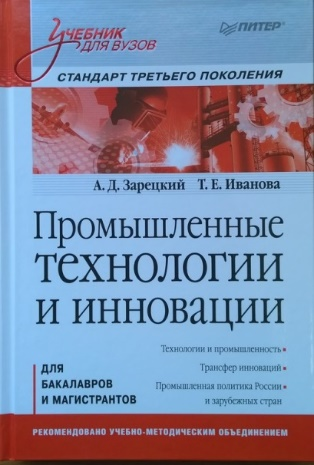 Учебник
для вузов
ПИТЕР
СТАНДАРТ ТРЕТЬЕГО ПОКОЛЕНИЯ
А. Д. Зарецкий Т. Е. Иванова
Промышленные
технологии
и инновации
Технологии и промышленность
Трансфер инноваций
Промышленная политика России
и зарубежных стран
ДЛЯ
БАКАЛАВРОВ
И МАГИСТРАНТОВ
РЕКОМЕНДОВАНО УЧЕБНО-МЕТОДИЧЕСКИМ ОБЪЕДИНЕНИЕМ